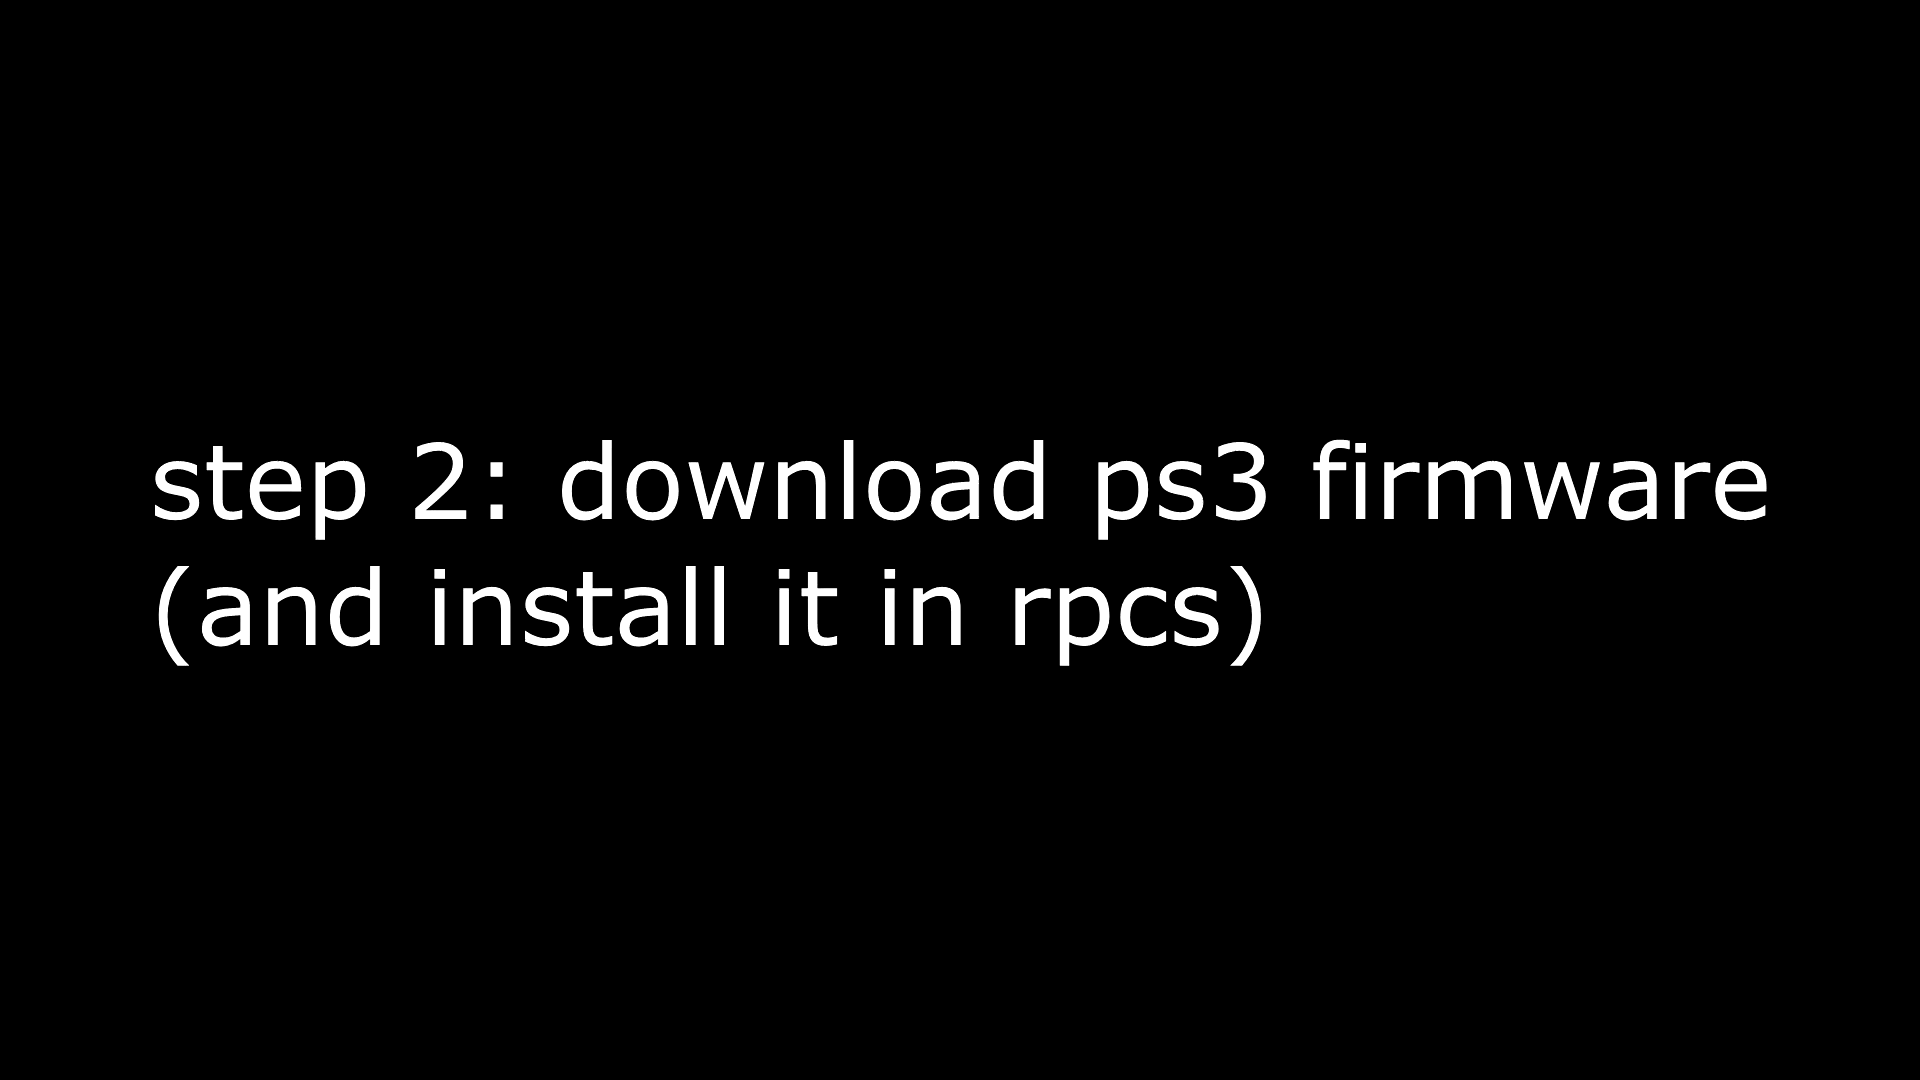 step 2: download ps3 firmware
(and install it in rpcs)